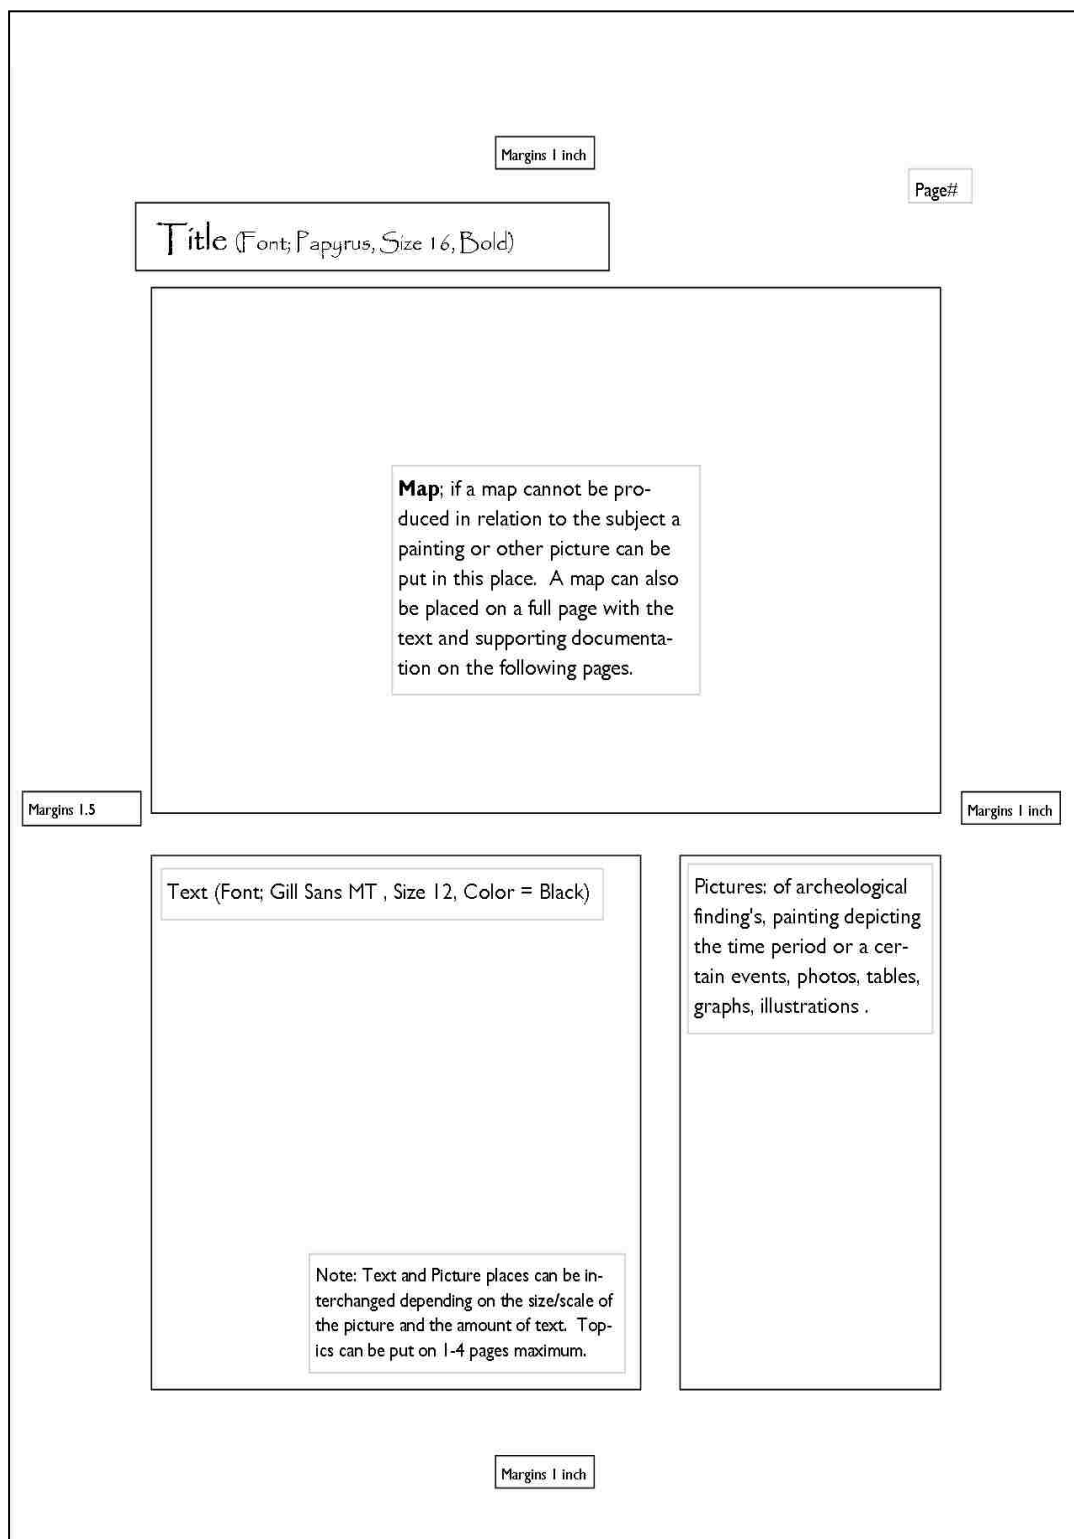 Margins 1 inch
Page#
Title (Font; Papyrus, Size 16, Bold)
Map; if a map cannot be pro-
duced in relation to the subject a
painting or other picture can be
put in this place.  A map can also
be placed on a full page with the
text and supporting documenta-
tion on the following pages.
Margins 1.5
Margins 1 inch
Text (Font; Gill Sans MT , Size 12, Color = Black)
Pictures: of archeological
finding's, painting depicting
the time period or a cer-
tain events, photos, tables,
graphs, illustrations .
Note: Text and Picture places can be in-
terchanged depending on the size/scale of
the picture and the amount of text.  Top-
ics can be put on 1-4 pages maximum.
Margins 1 inch